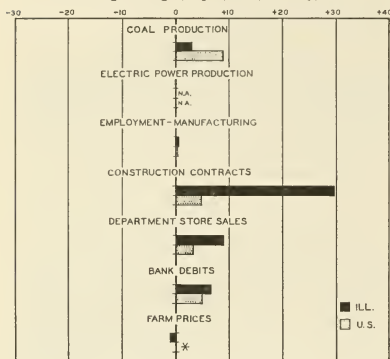 -30 -20 -10 0 +10 +20 +30 +40
COAL PRODUCTION
ELECTRIC POWER PRODUCTION
N.A.
N.A.
EMPLOYMENT-MANUFACTURING
CONSTRUCTION CONTRACTS
DEPARTMENT STORE SALES
BANK DEBITS
ILL.
U.S.
FARM PRICES
*